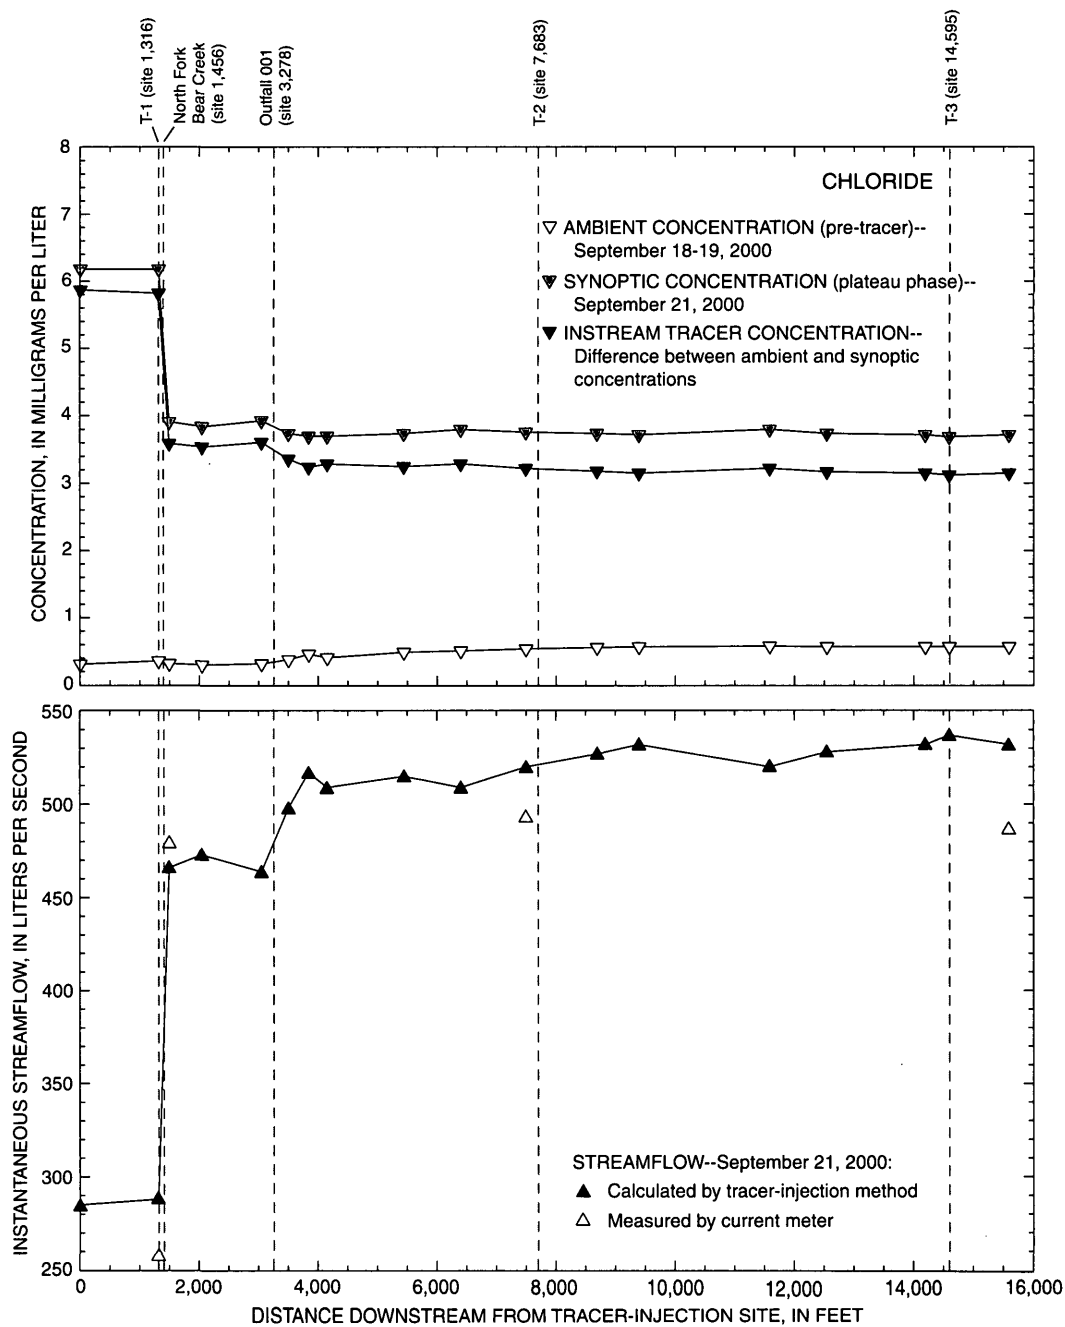 T-1 (site 1,316)
North Fork
Bear Creek
(site 1,456)
Outfall 001
(site 3,278)
T-2 (site 7,683)
T-3 (site 14,595)
CHLORIDE
AMBIENT CONCENTRATION (pre-tracer)--
September 18-19, 2000
SYNOPTIC CONCENTRATION (plateau phase)--
September 21, 2000
INSTREAM TRACER CONCENTRATION--
Difference between ambient and synoptic
concentrations
CONCENTRATION, IN MILLIGRAMS PER LITER
8
7
6
5
4
3
2
1
0
INSTANTANEOUS STREAMFLOW, IN LITERS PER SECOND
550
500
450
400
350
300
250
STREAMFLOW--September 21, 2000:
Calculated by tracer-injection method
Measured by current meter
0 2,000 4,000 6,000 8,000 10,000 12,000 14,000 16,000
DISTANCE DOWNSTREAM FROM TRACER-INJECTION SITE, IN FEET